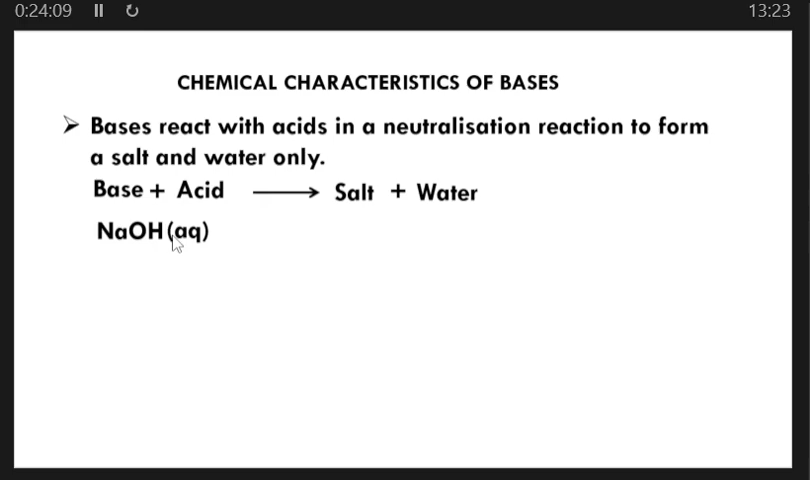 0:24:09 13:23
CHEMICAL CHARACTERISTICS OF BASES
➢ Bases react with acids in a neutralisation reaction to form
a salt and water only.
Base + Acid ⟶ Salt + Water
NaOH(aq)